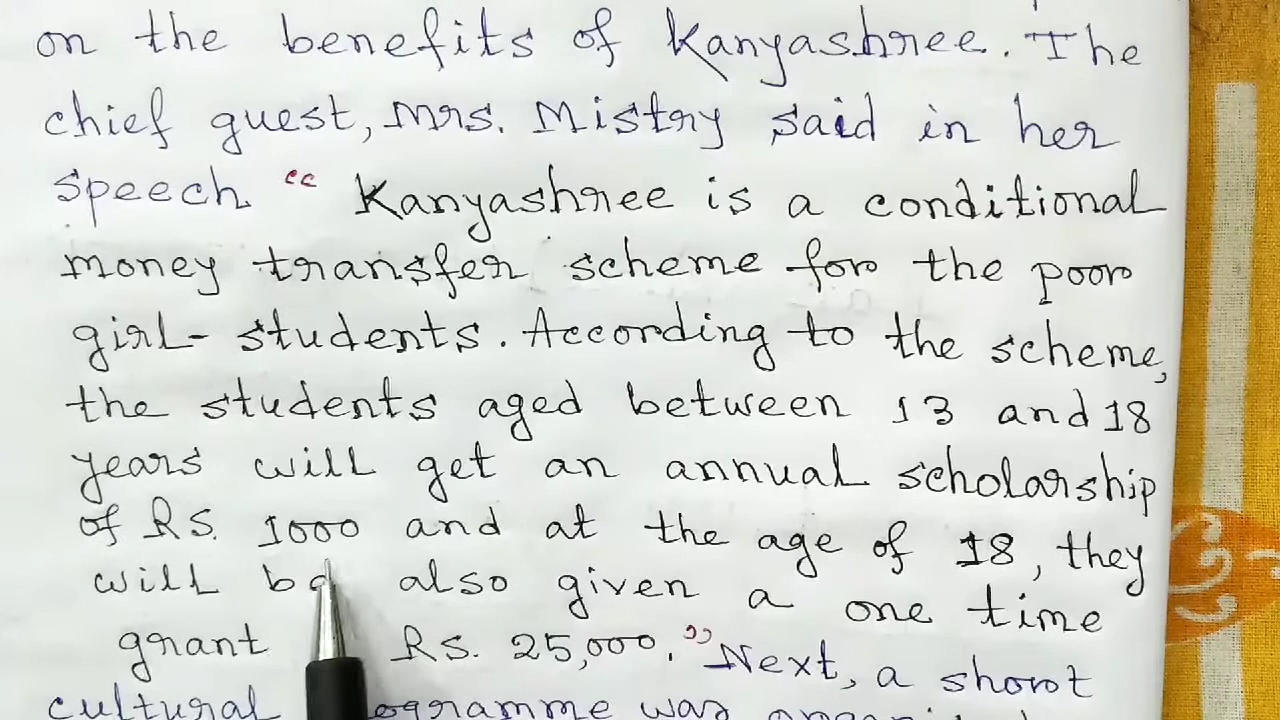 on the benefits of Kanyashree. The
chief guest, Mrs. Mistry said in her
speech “ Kanyashree is a conditional
money transfer scheme for the poor
girl- students. According to the scheme,
the students aged between 13 and 18
years will get an annual scholarship
of Rs. 1000 and at the age of 18, they
will be also given a one time
grant Rs. 25,000. ” Next, a short
cultural was